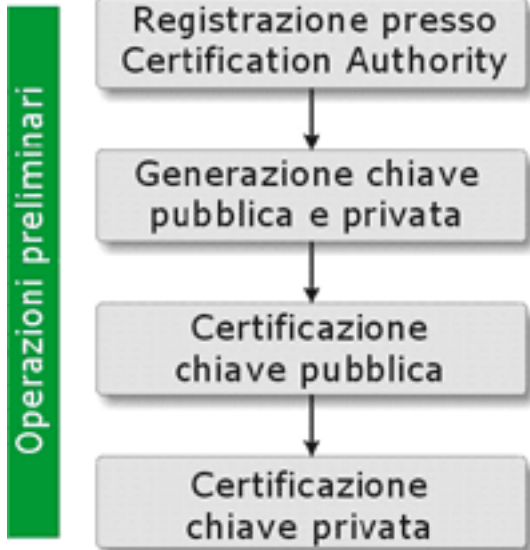 Operazioni preliminari
Registrazione presso
Certification Authority
Generazione chiave
pubblica e privata
Certificazione
chiave pubblica
Certificazione
chiave privata